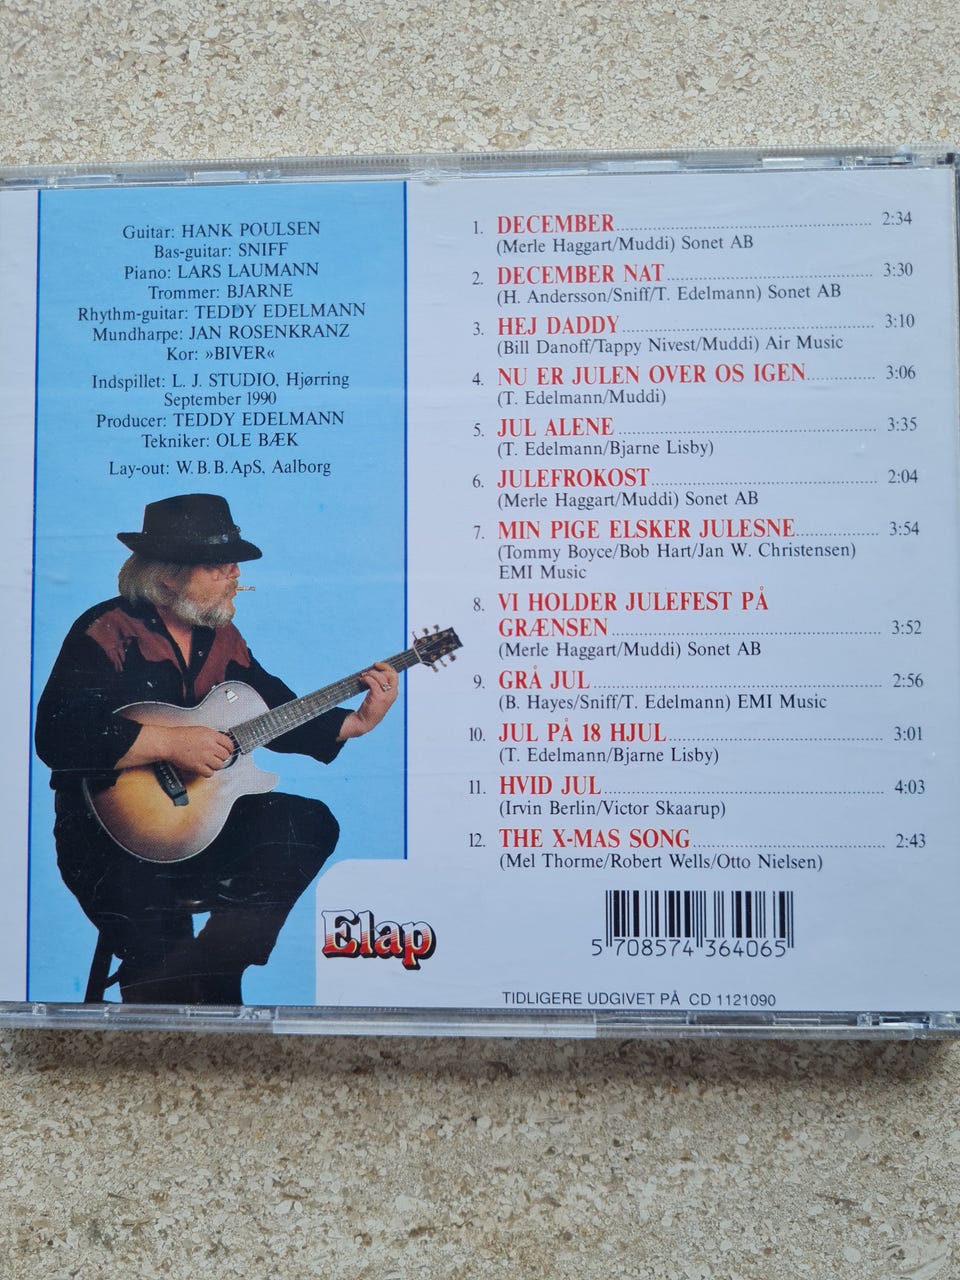 Guitar: HANK POULSEN
Bas-guitar: SNIFF
Piano: LARS LAUMANN
Trommer: BJARNE
Rhythm-guitar: TEDDY EDELMANN
Mundharpe: JAN ROSENKRANZ
Kor: »BIVER«
Indspillet: L. J. STUDIO, Hjørring
September 1990
Producer: TEDDY EDELMANN
Tekniker: OLE BÆK
Lay-out: W.B.B.ApS, Aalborg
Elap
1. DECEMBER 2:34
(Merle Haggart/Muddi) Sonet AB
2. DECEMBER NAT 3:30
(H. Andersson/Sniff/T. Edelmann) Sonet AB
3. HEJ DADDY 3:10
(Bill Danoff/Tappy Nivest/Muddi) Air Music
4. NU ER JULEN OVER OS IGEN 3:06
(T. Edelmann/Muddi)
5. JUL ALENE 3:35
(T. Edelmann/Bjarne Lisby)
6. JULEFROKOST 2:04
(Merle Haggart/Muddi) Sonet AB
7. MIN PIGE ELSKER JULESNE 3:54
(Tommy Boyce/Bob Hart/Jan W. Christensen)
EMI Music
8. VI HOLDER JULEFEST PÅ
GRÆNSEN 3:52
(Merle Haggart/Muddi) Sonet AB
9. GRÅ JUL 2:56
(B. Hayes/Sniff/T. Edelmann) EMI Music
10. JUL PÅ 18 HJUL 3:01
(T. Edelmann/Bjarne Lisby)
11. HVID JUL 4:03
(Irvin Berlin/Victor Skaarup)
12. THE X-MAS SONG 2:43
(Mel Thorme/Robert Wells/Otto Nielsen)
5 708574 364065
TIDLIGERE UDGIVET PÅ CD 1121090